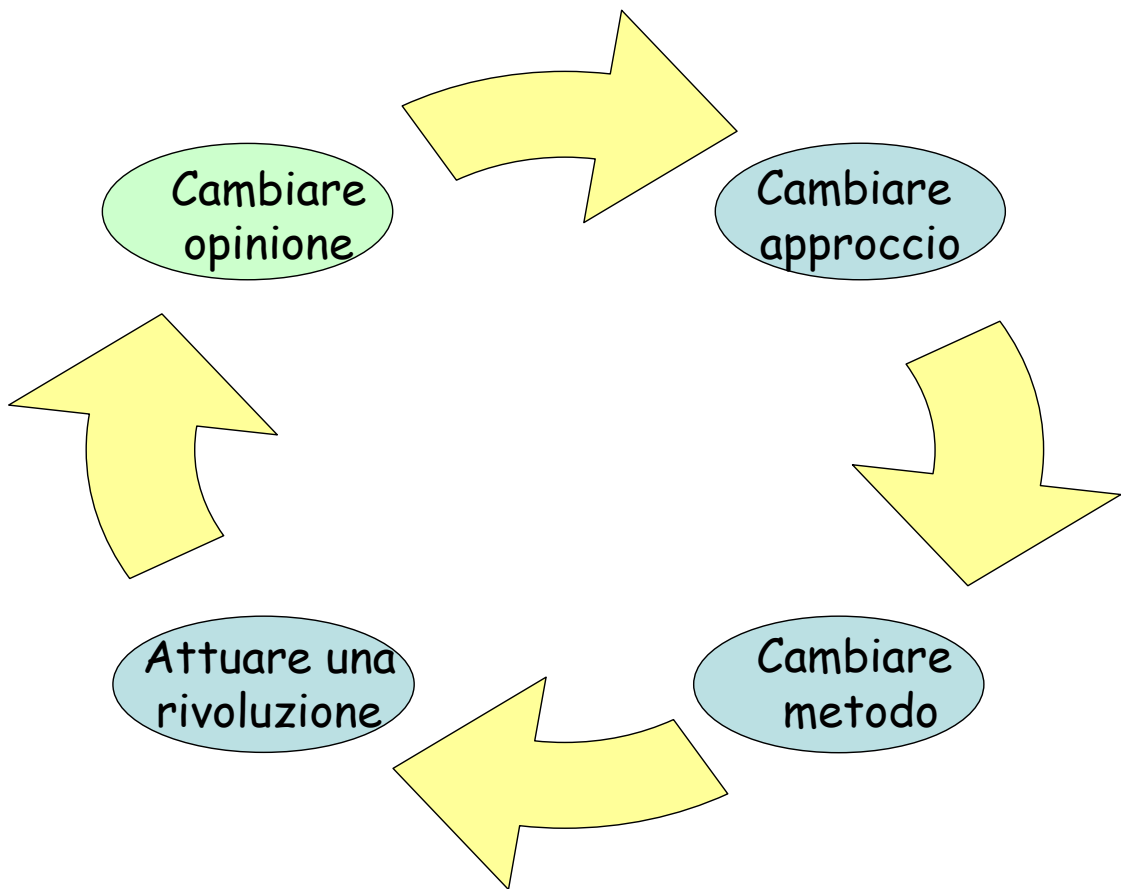 Cambiare
opinione
Cambiare
approccio
Cambiare
metodo
Attuare una
rivoluzione